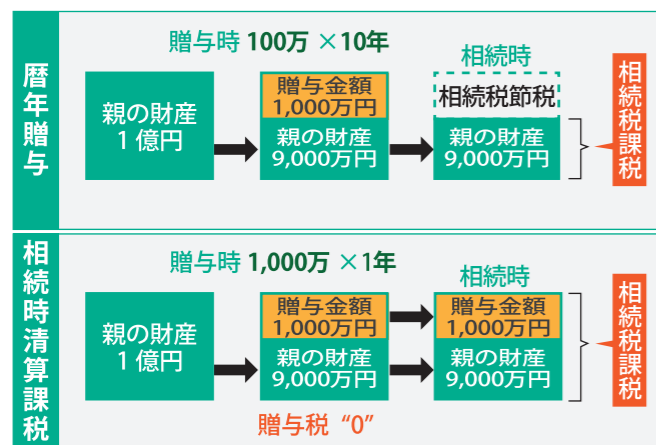 暦年贈与
贈与時 100万 ×10年
親の財産
1 億円
贈与金額
1,000万円
親の財産
9,000万円
相続時
相続税節税
親の財産
9,000万円
相続税課税
相続時清算課税
贈与時 1,000万 ×1年
親の財産
1 億円
贈与金額
1,000万円
親の財産
9,000万円
贈与税 “0”
相続時
贈与金額
1,000万円
親の財産
9,000万円
相続税課税